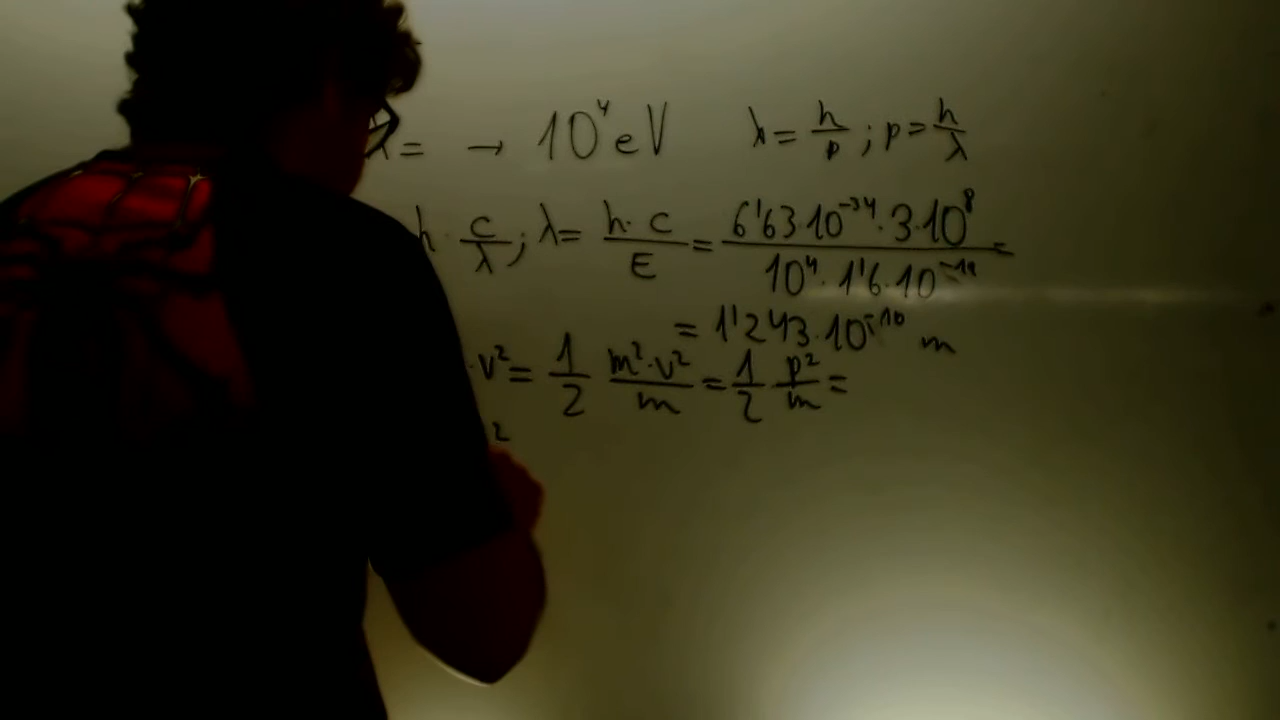 λ= → 10⁴ eV λ = h/p ; p = h/λ
h · c/λ ; λ = h · c/E = 6'63·10⁻³⁴ · 3·10⁸/10⁴ · 1'6·10⁻¹⁹ =
= 1'243·10⁻¹⁰ m
· v² = 1/2 m²·v²/m = 1/2 p²/m =
2